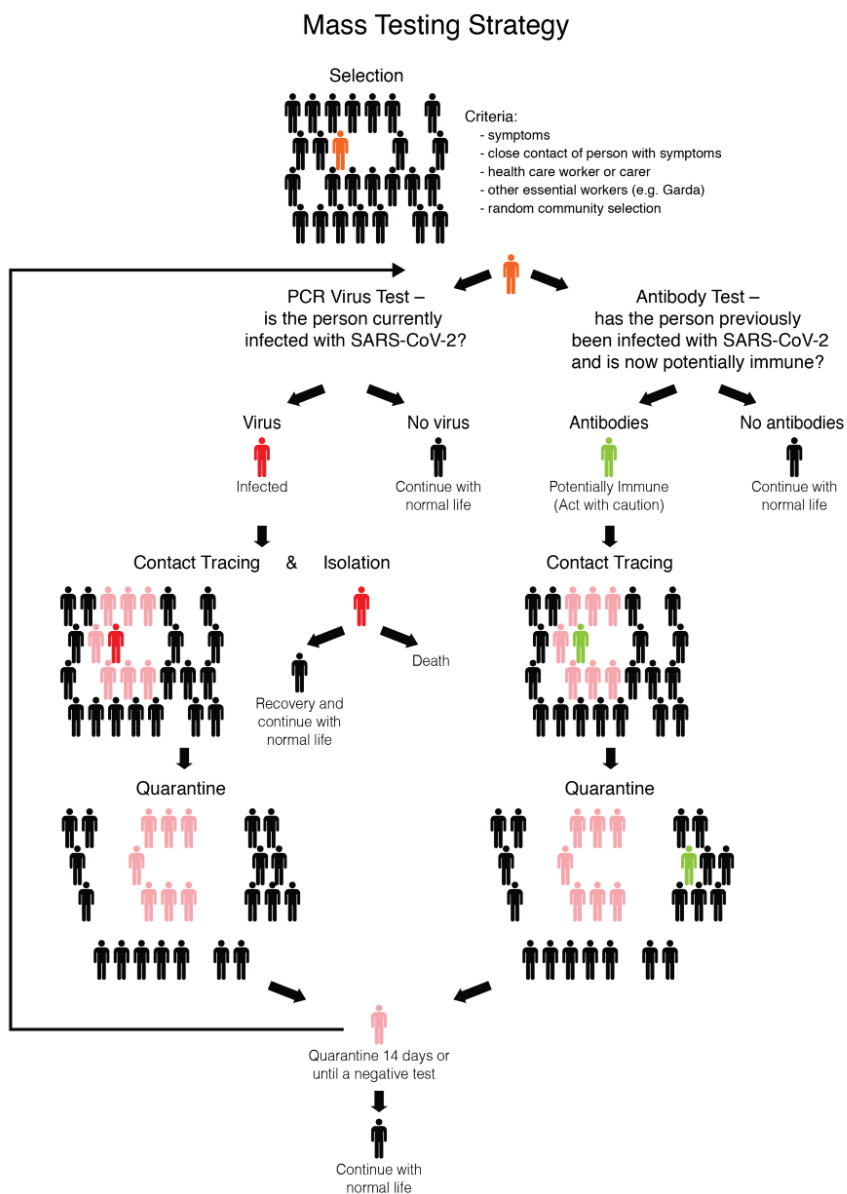 Mass Testing Strategy
Selection
Criteria:
- symptoms
- close contact of person with symptoms
- health care worker or carer
- other essential workers (e.g. Garda)
- random community selection
PCR Virus Test –
is the person currently
infected with SARS-CoV-2?
Antibody Test –
has the person previously
been infected with SARS-CoV-2
and is now potentially immune?
Virus
Infected
No virus
Continue with
normal life
Antibodies
Potentially Immune
(Act with caution)
No antibodies
Continue with
normal life
Contact Tracing & Isolation
Contact Tracing
Death
Recovery and
continue with
normal life
Quarantine
Quarantine
Quarantine 14 days or
until a negative test
Continue with
normal life